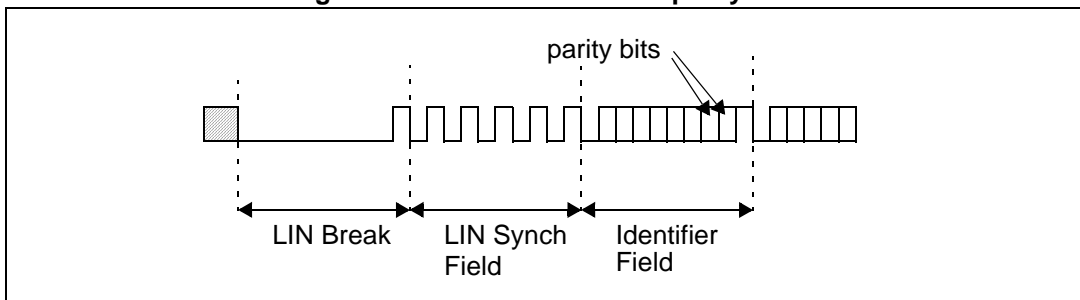 parity bits
LIN Break
LIN Synch
Field
Identifier
Field